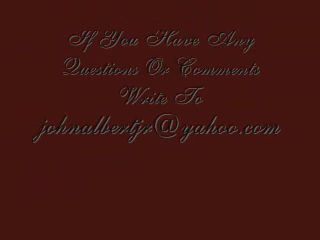 If You Have Any
Questions Or Comments
Write To
johnalbertjr@yahoo.com